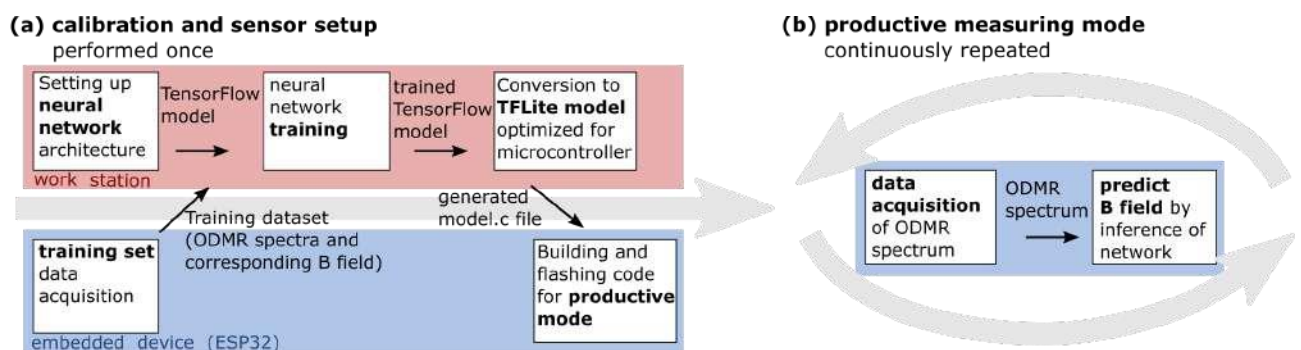 (a) calibration and sensor setup
performed once
Setting up
neural
network
architecture
TensorFlow
model
neural
network
training
trained
TensorFlow
model
Conversion to
TFLite model
optimized for
microcontroller
work station
Training dataset
(ODMR spectra and
corresponding B field)
generated
model.c file
training set
data
acquisition
Building and
flashing code
for productive
mode
embedded device (ESP32)
(b) productive measuring mode
continuously repeated
data
acquisition
of ODMR
spectrum
ODMR
spectrum
predict
B field by
inference of
network